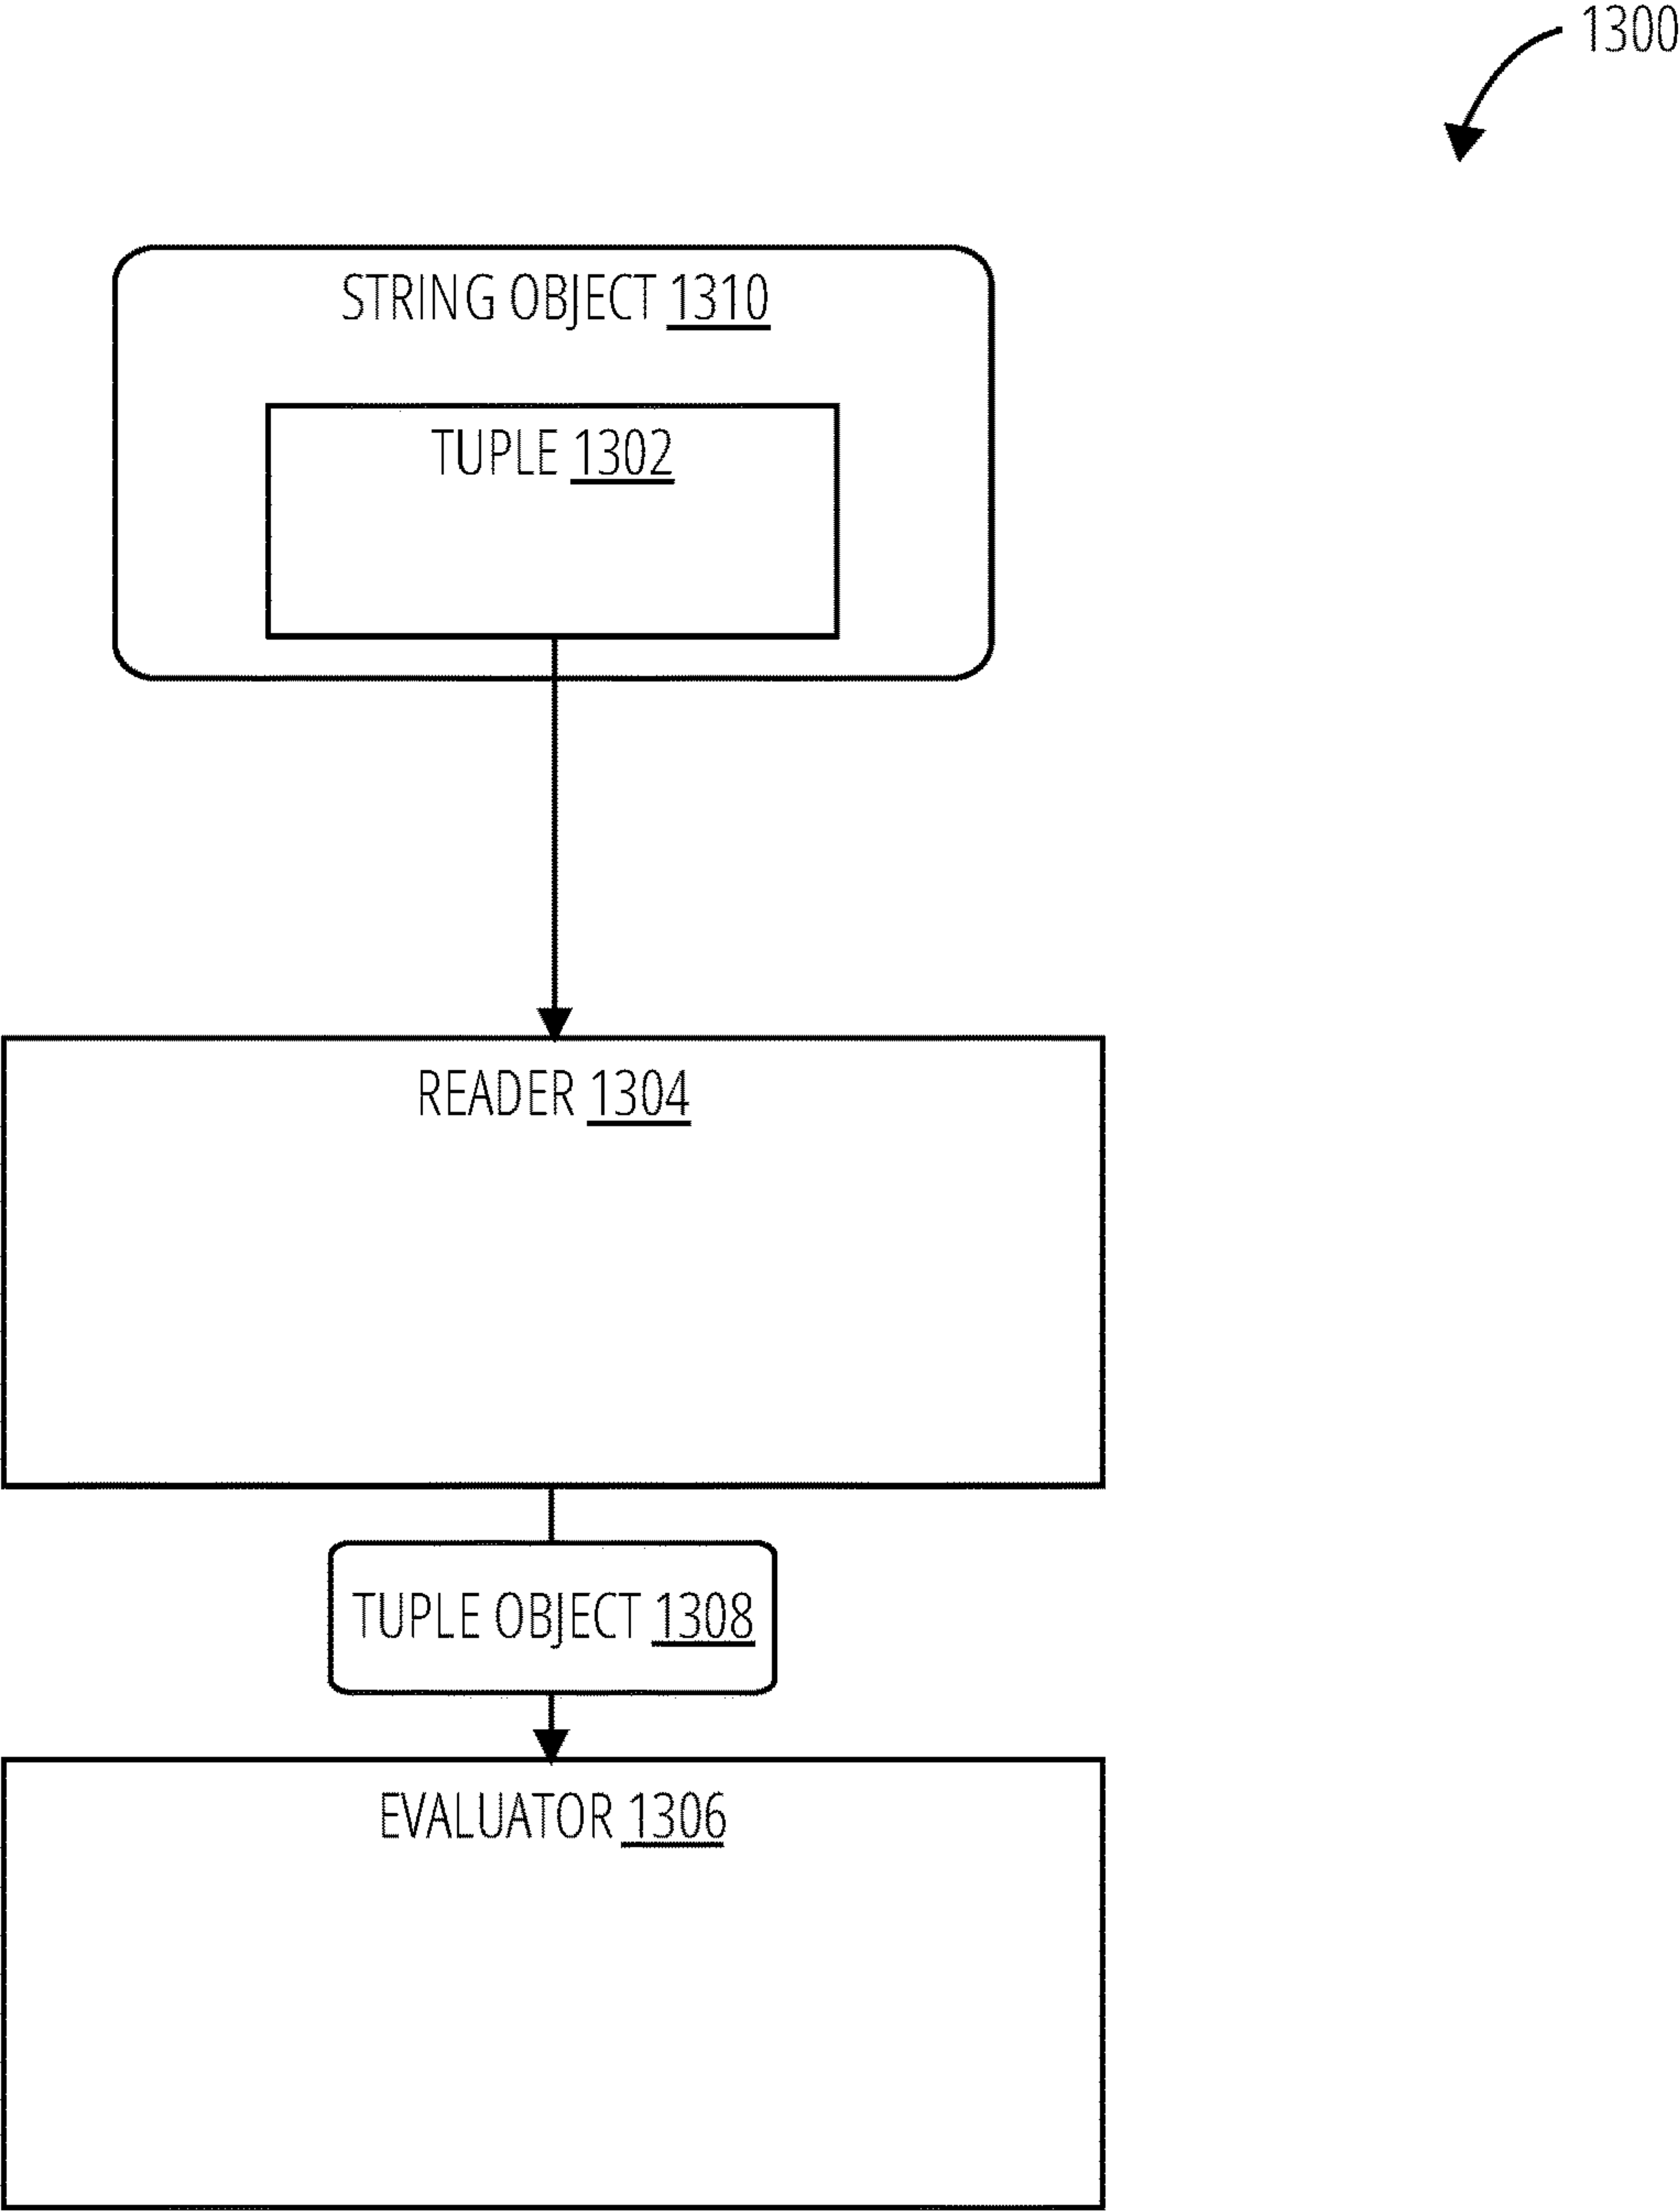 1300
STRING OBJECT 1310
TUPLE 1302
READER 1304
TUPLE OBJECT 1308
EVALUATOR 1306